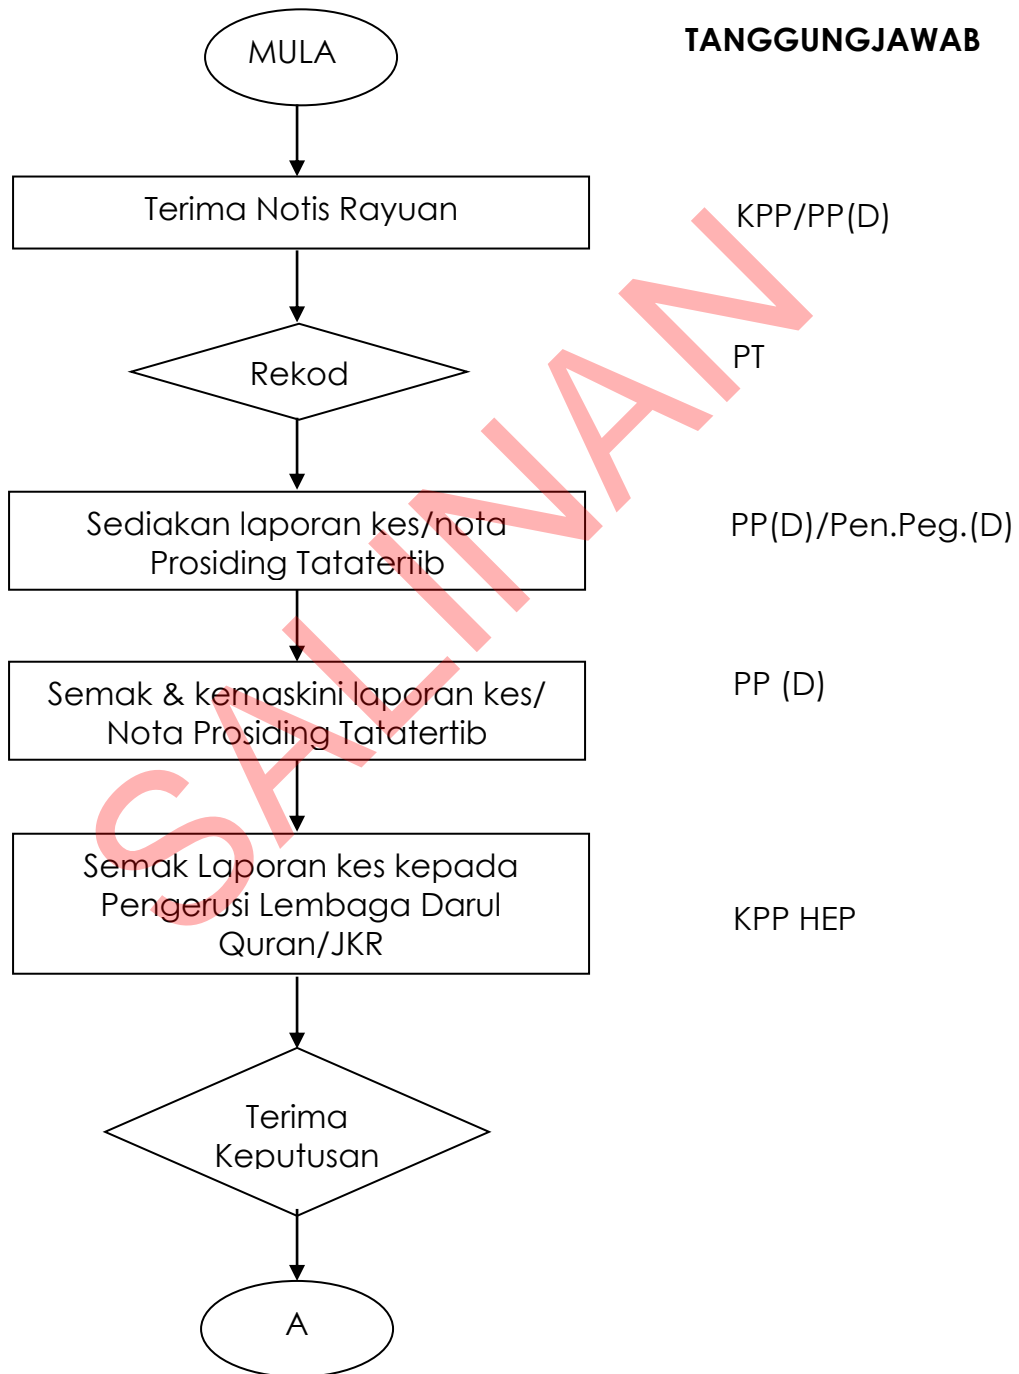 MULA
TANGGUNGJAWAB
Terima Notis Rayuan
KPP/PP(D)
Rekod
PT
Sediakan laporan kes/nota
Prosiding Tatatertib
PP(D)/Pen.Peg.(D)
Semak & kemaskini laporan kes/
Nota Prosiding Tatatertib
PP (D)
Semak Laporan kes kepada
Pengerusi Lembaga Darul
Quran/JKR
KPP HEP
Terima
Keputusan
A
SALINAN